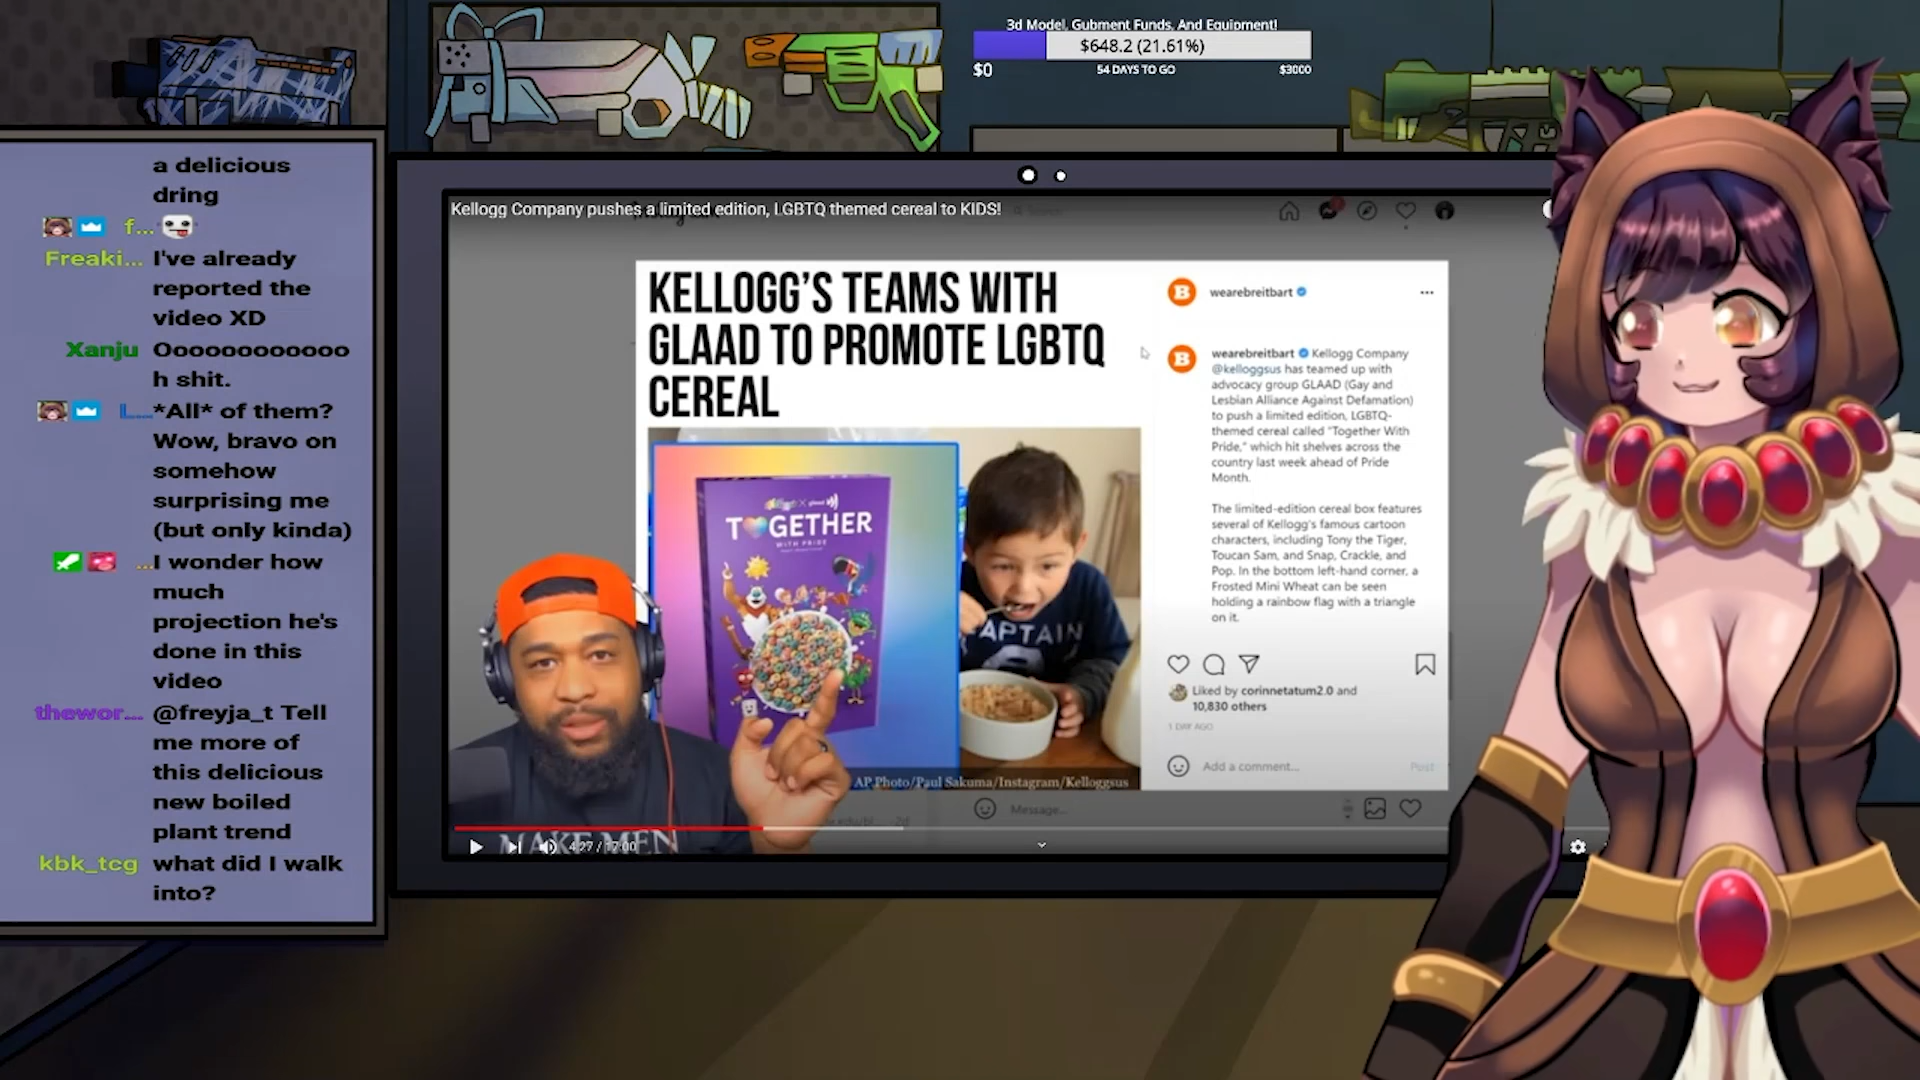 3d Model, Gubment Funds, And Equipment!
$648.2 (21.61%)
$0
54 DAYS TO GO
$3000
a delicious
dring
f...
Freaki... I've already
reported the
video XD
Xanju Oooooooooooo
h shit.
L... *All* of them?
Wow, bravo on
somehow
surprising me
(but only kinda)
...I wonder how
much
projection he's
done in this
video
thewor... @freyja_t Tell
me more of
this delicious
new boiled
plant trend
kbk_tcg what did I walk
into?
Kellogg Company pushes a limited edition, LGBTQ themed cereal to KIDS!
KELLOGG'S TEAMS WITH
GLAAD TO PROMOTE LGBTQ
CEREAL
glaad
TOGETHER
WITH PRIDE
APTAIN
AP Photo/Paul Sakuma/Instagram/Kelloggsus
wearebreitbart
wearebreitbart Kellogg Company
@kelloggsus has teamed up with
advocacy group GLAAD (Gay and
Lesbian Alliance Against Defamation)
to push a limited edition, LGBTQ-
themed cereal called "Together With
Pride," which hit shelves across the
country last week ahead of Pride
Month.
The limited-edition cereal box features
several of Kellogg's famous cartoon
characters, including Tony the Tiger,
Toucan Sam, and Snap, Crackle, and
Pop. In the bottom left-hand corner, a
Frosted Mini Wheat can be seen
holding a rainbow flag with a triangle
on it.
Liked by corinnetatum2.0 and
10,830 others
1 DAY AGO
Add a comment...
Post
Message...
MAKE MEN
4:27 / 17:00